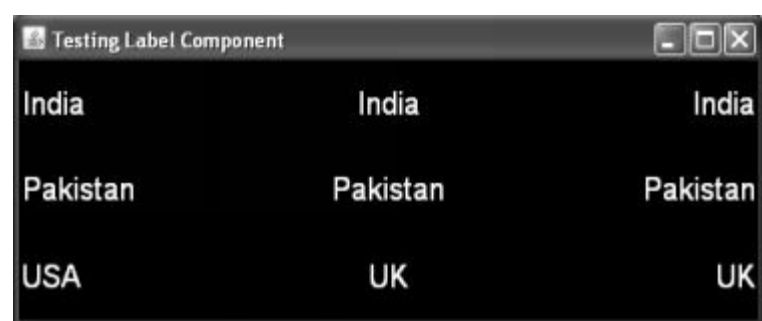 Testing Label Component
India India India
Pakistan Pakistan Pakistan
USA UK UK